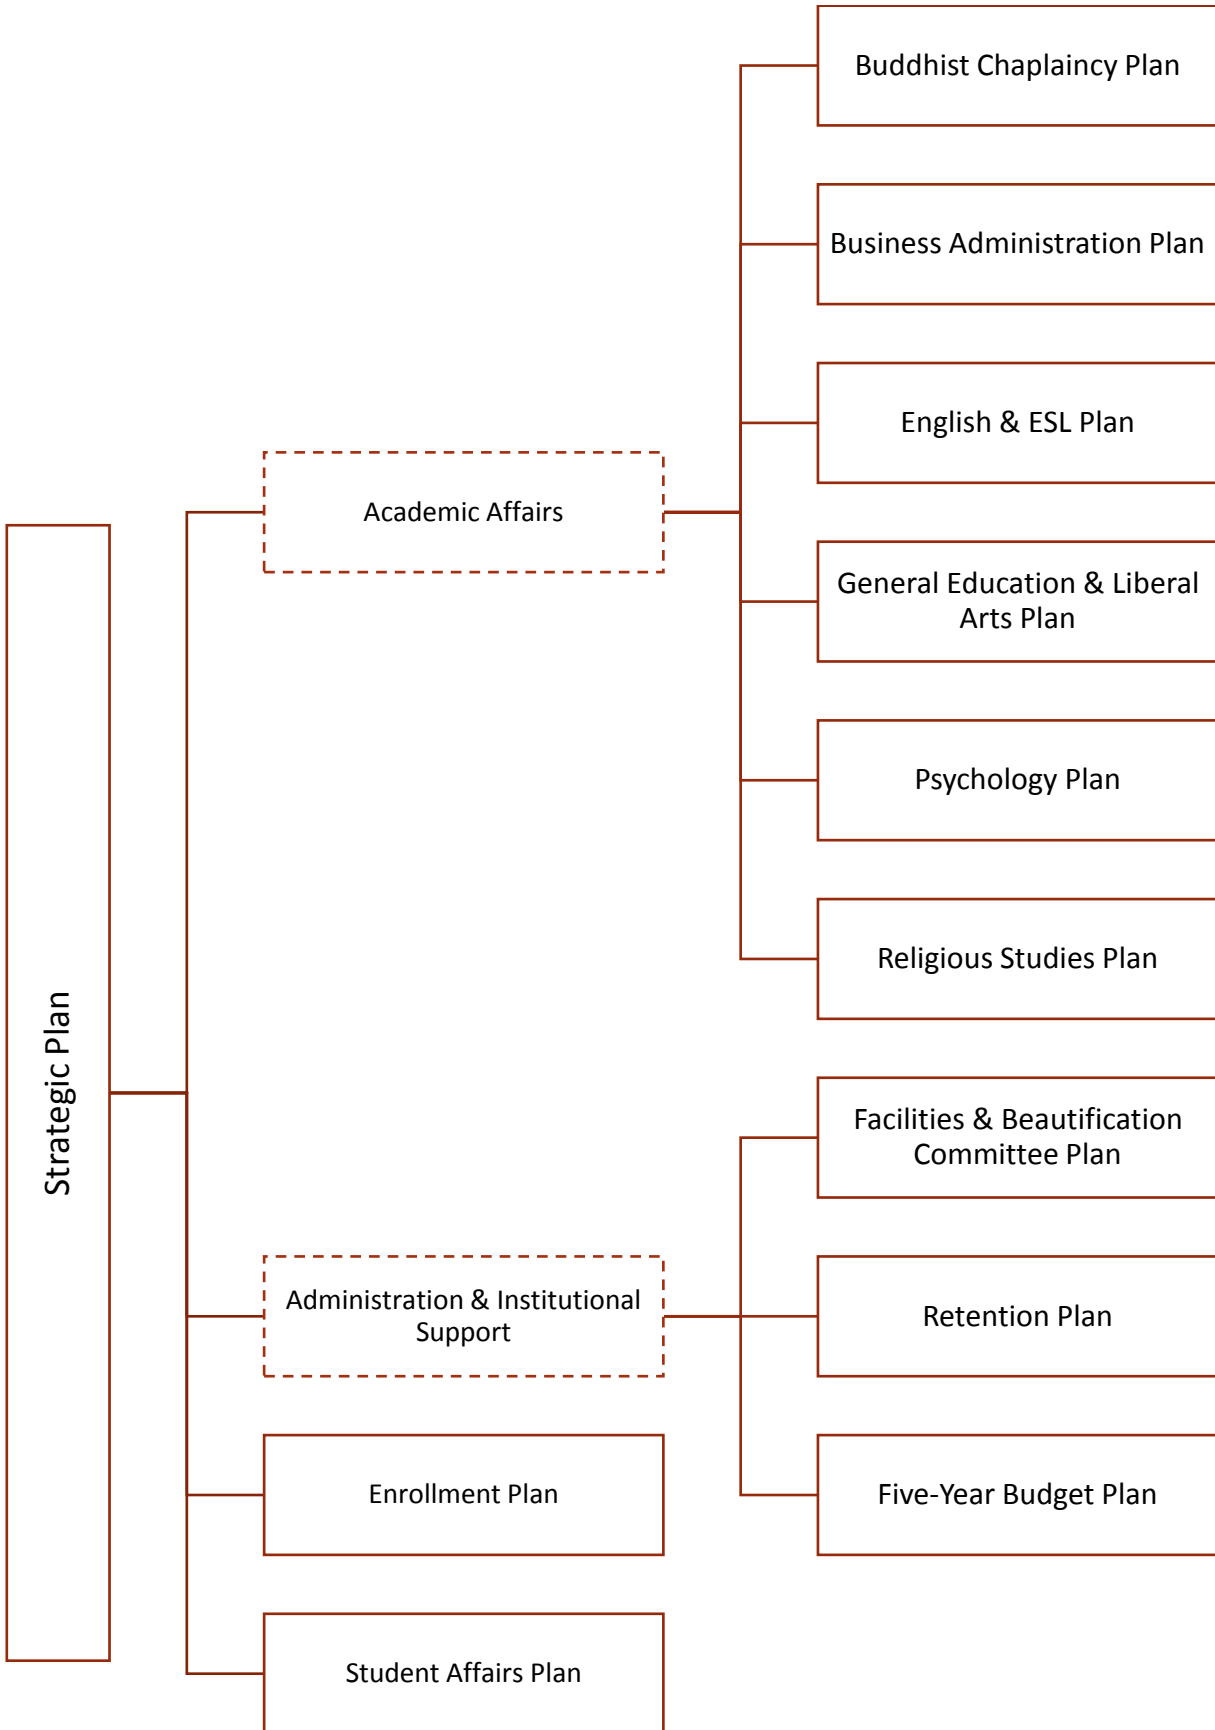 Strategic Plan
Academic Affairs
Buddhist Chaplaincy Plan
Business Administration Plan
English & ESL Plan
General Education & Liberal
Arts Plan
Psychology Plan
Religious Studies Plan
Administration & Institutional
Support
Facilities & Beautification
Committee Plan
Retention Plan
Five-Year Budget Plan
Enrollment Plan
Student Affairs Plan